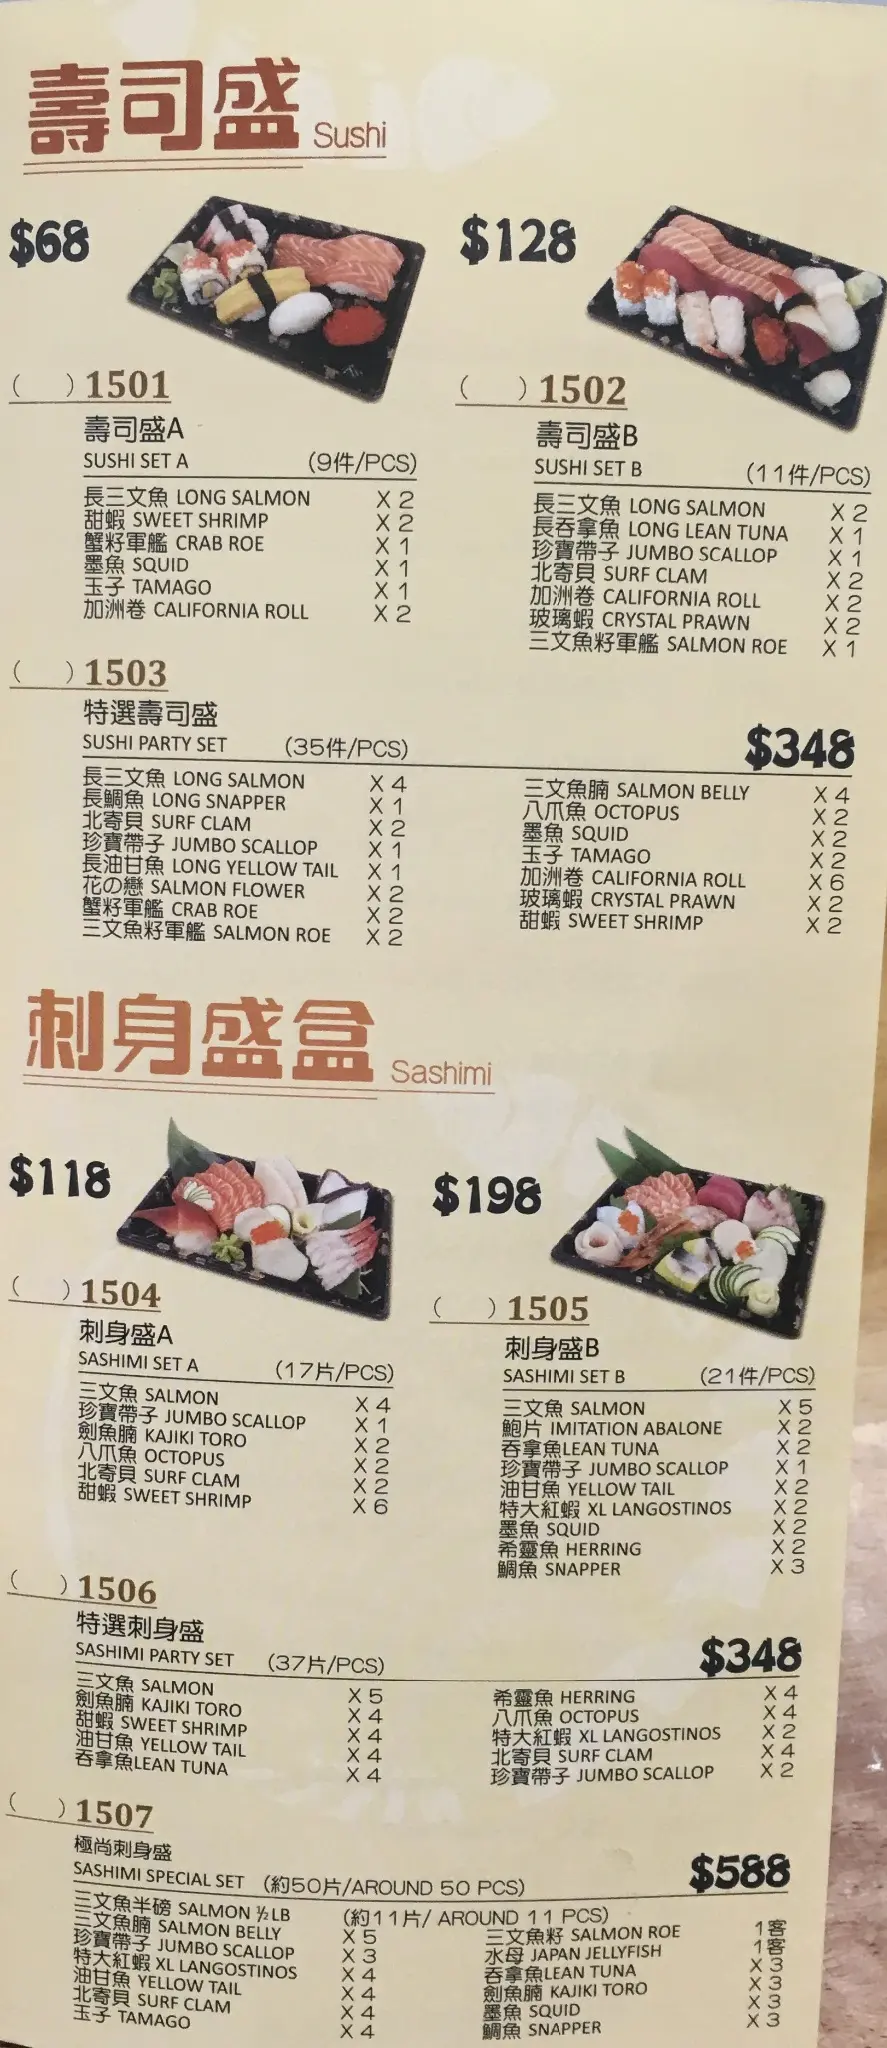 壽司盛 Sushi
$68
$128
( ) 1501
壽司盛A
SUSHI SET A (9件/PCS)
長三文魚 LONG SALMON X 2
甜蝦 SWEET SHRIMP X 2
蟹籽軍艦 CRAB ROE X 1
墨魚 SQUID X 1
玉子 TAMAGO X 1
加洲卷 CALIFORNIA ROLL X 2
( ) 1502
壽司盛B
SUSHI SET B (11件/PCS)
長三文魚 LONG SALMON X 2
長吞拿魚 LONG LEAN TUNA X 1
珍寶帶子 JUMBO SCALLOP X 1
北寄貝 SURF CLAM X 2
加洲卷 CALIFORNIA ROLL X 2
玻璃蝦 CRYSTAL PRAWN X 2
三文魚籽軍艦 SALMON ROE X 1
( ) 1503
特選壽司盛
SUSHI PARTY SET (35件/PCS)
$348
長三文魚 LONG SALMON X 4
長鯛魚 LONG SNAPPER X 1
北寄貝 SURF CLAM X 2
珍寶帶子 JUMBO SCALLOP X 1
長油甘魚 LONG YELLOW TAIL X 1
花の戀 SALMON FLOWER X 2
蟹籽軍艦 CRAB ROE X 2
三文魚籽軍艦 SALMON ROE X 2
三文魚腩 SALMON BELLY X 4
八爪魚 OCTOPUS X 2
墨魚 SQUID X 2
玉子 TAMAGO X 2
加洲卷 CALIFORNIA ROLL X 6
玻璃蝦 CRYSTAL PRAWN X 2
甜蝦 SWEET SHRIMP X 2
刺身盛盒 Sashimi
$118
$198
( ) 1504
刺身盛A
SASHIMI SET A (17片/PCS)
三文魚 SALMON X 4
珍寶帶子 JUMBO SCALLOP X 1
劍魚腩 KAJIKI TORO X 2
八爪魚 OCTOPUS X 2
北寄貝 SURF CLAM X 2
甜蝦 SWEET SHRIMP X 6
( ) 1505
刺身盛B
SASHIMI SET B (21件/PCS)
三文魚 SALMON X 5
鮑片 IMITATION ABALONE X 2
吞拿魚LEAN TUNA X 2
珍寶帶子 JUMBO SCALLOP X 1
油甘魚 YELLOW TAIL X 2
特大紅蝦 XL LANGOSTINOS X 2
墨魚 SQUID X 2
希靈魚 HERRING X 2
鯛魚 SNAPPER X 3
( ) 1506
特選刺身盛
SASHIMI PARTY SET (37片/PCS)
$348
三文魚 SALMON X 5
劍魚腩 KAJIKI TORO X 4
甜蝦 SWEET SHRIMP X 4
油甘魚 YELLOW TAIL X 4
吞拿魚LEAN TUNA X 4
希靈魚 HERRING X 4
八爪魚 OCTOPUS X 4
特大紅蝦 XL LANGOSTINOS X 2
北寄貝 SURF CLAM X 4
珍寶帶子 JUMBO SCALLOP X 2
( ) 1507
極尚刺身盛
SASHIMI SPECIAL SET (約50片/AROUND 50 PCS)
$588
三文魚半磅 SALMON ½ LB (約11片/ AROUND 11 PCS)
三文魚腩 SALMON BELLY X 5
珍寶帶子 JUMBO SCALLOP X 3
特大紅蝦 XL LANGOSTINOS X 4
油甘魚 YELLOW TAIL X 4
北寄貝 SURF CLAM X 4
玉子 TAMAGO X 4
三文魚籽 SALMON ROE 1客
水母 JAPAN JELLYFISH 1客
吞拿魚LEAN TUNA X 3
劍魚腩 KAJIKI TORO X 3
墨魚 SQUID X 3
鯛魚 SNAPPER X 3